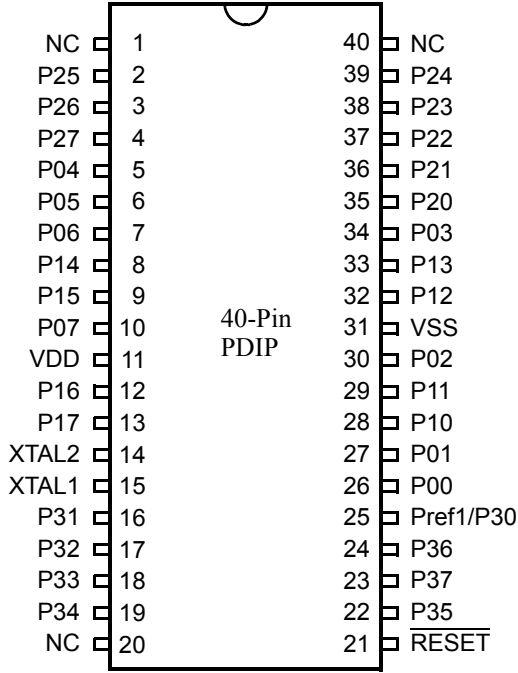 NC 1 40 NC
P25 2 39 P24
P26 3 38 P23
P27 4 37 P22
P04 5 36 P21
P05 6 35 P20
P06 7 34 P03
P14 8 33 P13
P15 9 32 P12
P07 10 31 VSS
40-Pin
PDIP
VDD 11 30 P02
P16 12 29 P11
P17 13 28 P10
XTAL2 14 27 P01
XTAL1 15 26 P00
P31 16 25 Pref1/P30
P32 17 24 P36
P33 18 23 P37
P34 19 22 P35
NC 20 21 RESET